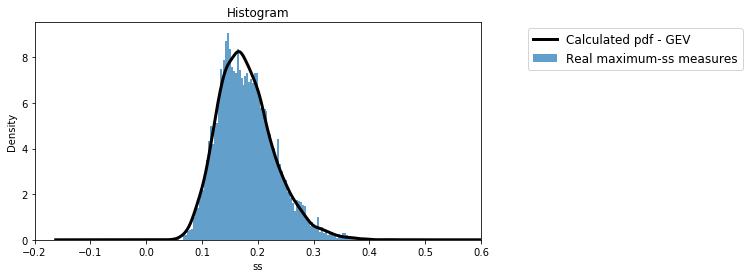 Histogram
Calculated pdf - GEV
Real maximum-ss measures
Density
8
6
4
2
0
−0.2 −0.1 0.0 0.1 0.2 0.3 0.4 0.5 0.6
ss